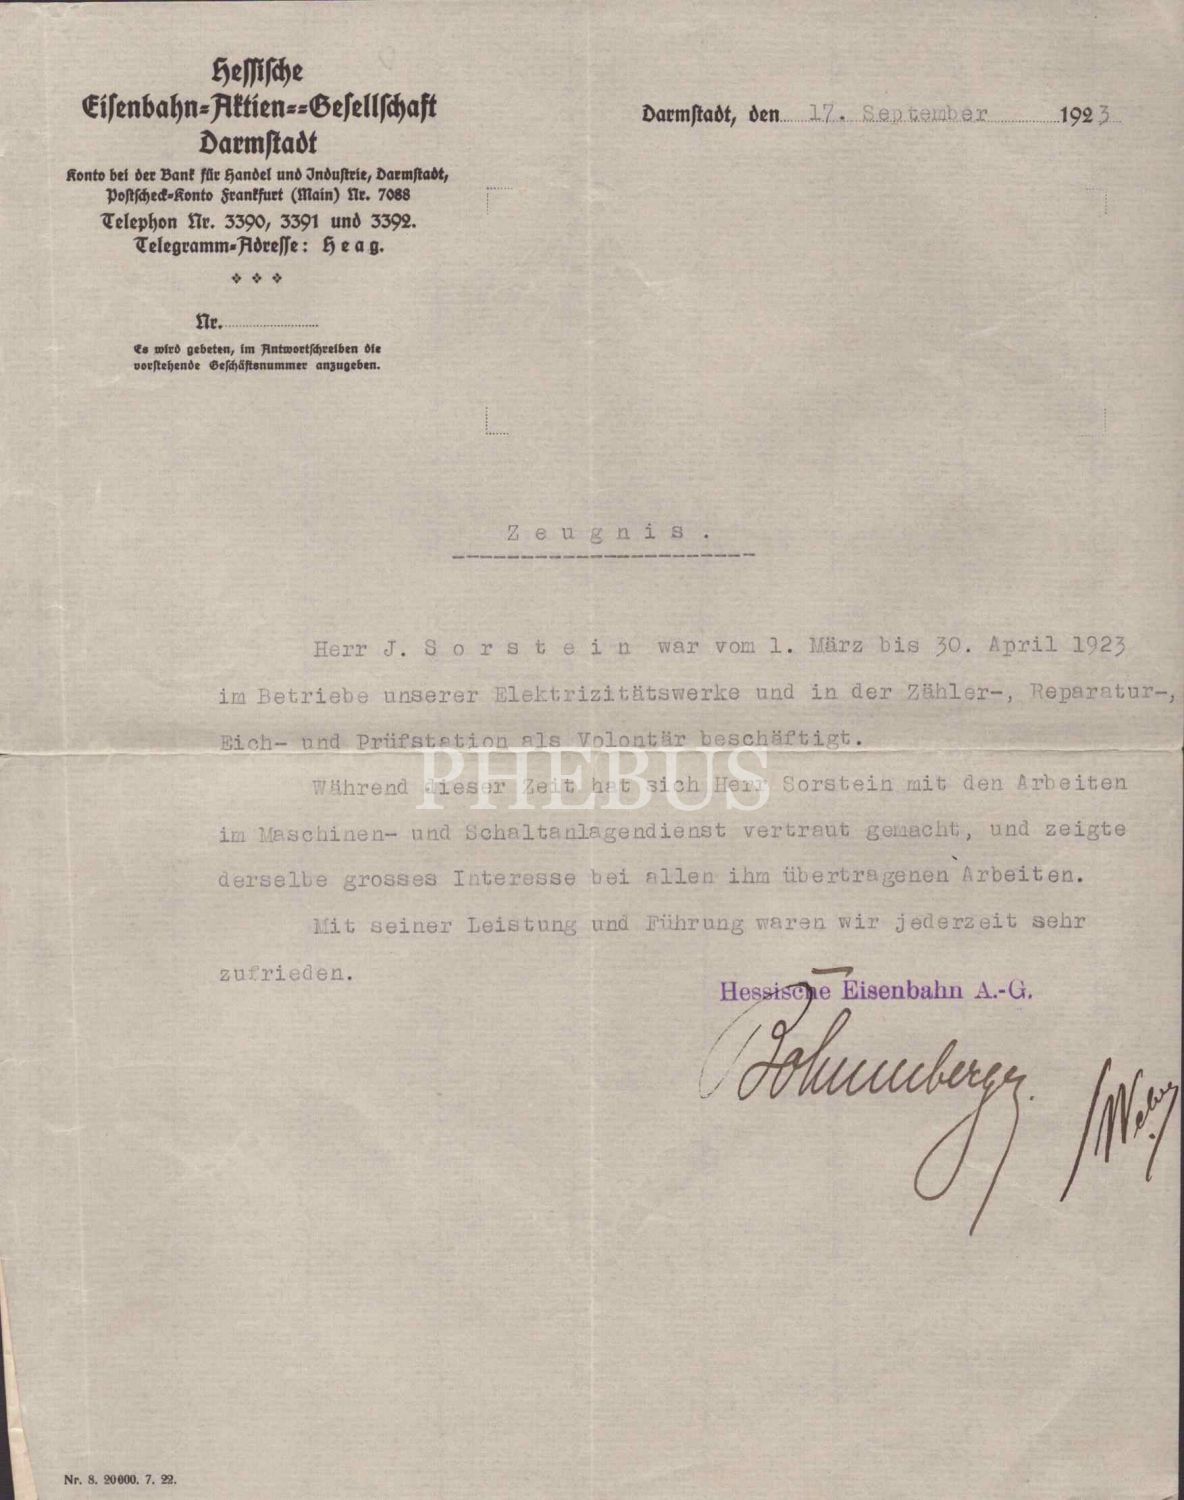 Hessische
Eisenbahn-Aktien-Gesellschaft
Darmstadt
Konto bei der Bank für Handel und Industrie, Darmstadt,
Postscheck-Konto Frankfurt (Main) Nr. 7088
Telephon Nr. 3390, 3391 und 3392.
Telegramm-Adresse: Heag.
Nr.
Es wird gebeten, im Antwortschreiben die
vorstehende Geschäftsnummer anzugeben.
Darmstadt, den 17. September 1923
Zeugnis.
Herr J. Sorstein war vom 1. März bis 30. April 1923
im Betriebe unserer Elektrizitätswerke und in der Zähler-, Reparatur-,
Eich- und Prüfstation als Volontär beschäftigt.
PHEBUS
Während dieser Zeit hat sich Herr Sorstein mit den Arbeiten
im Maschinen- und Schaltanlagendienst vertraut gemacht, und zeigte
derselbe grosses Interesse bei allen ihm übertragenen Arbeiten.
Mit seiner Leistung und Führung waren wir jederzeit sehr
zufrieden.
Hessische Eisenbahn A.-G.
Nr. 8. 20000. 7. 22.